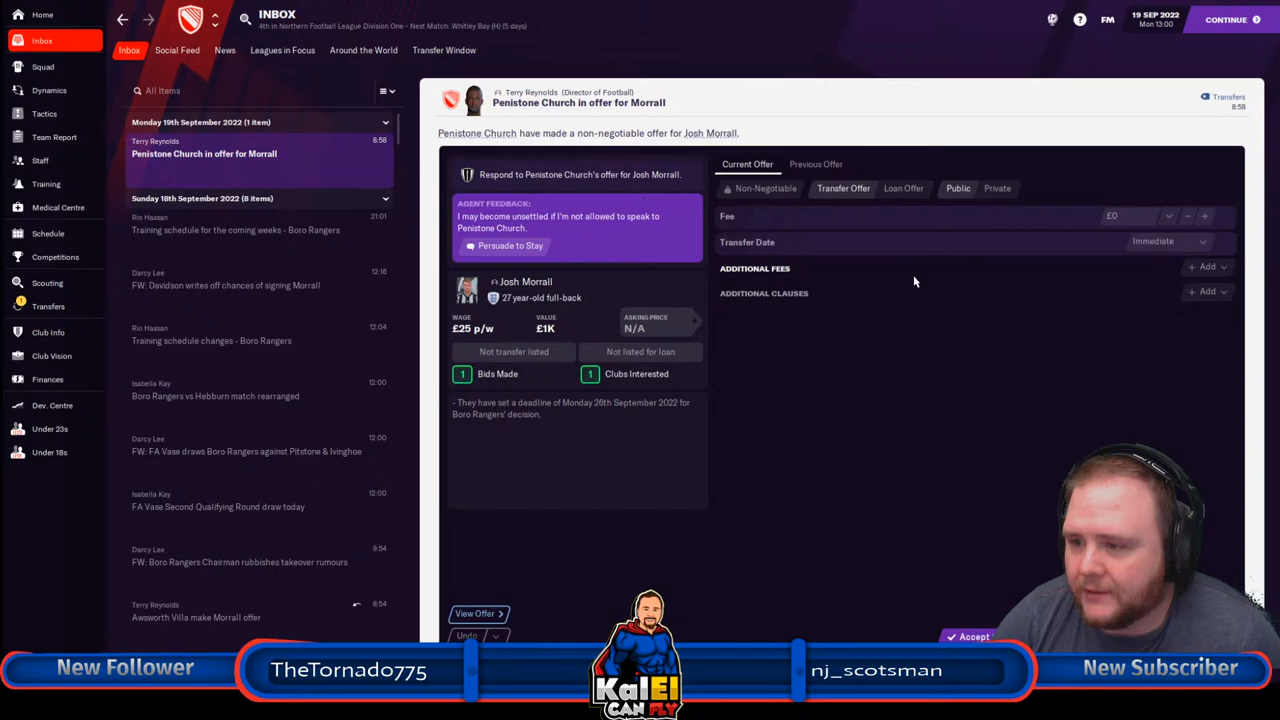 Home
Inbox
Squad
Dynamics
Tactics
Team Report
Staff
Training
Medical Centre
Schedule
Competitions
Scouting
1
Transfers
Club Info
Club Vision
Finances
Dev. Centre
Under 23s
Under 18s
INBOX
4th in Northern Football League Division One - Next Match: Whitley Bay (H) (5 days)
FM
19 SEP 2022
Mon 13:00
CONTINUE
Inbox
Social Feed
News
Leagues in Focus
Around the World
Transfer Window
All Items
Monday 19th September 2022 (1 item)
Terry Reynolds 8:58
Penistone Church in offer for Morrall
Sunday 18th September 2022 (8 items)
Rio Hassan 21:01
Training schedule for the coming weeks - Boro Rangers
Darcy Lee 12:16
FW: Davidson writes off chances of signing Morrall
Rio Hassan 12:04
Training schedule changes - Boro Rangers
Isabella Kay 12:00
Boro Rangers vs Hebburn match rearranged
Darcy Lee 12:00
FW: FA Vase draws Boro Rangers against Pitstone & Ivinghoe
Isabella Kay 12:00
FA Vase Second Qualifying Round draw today
Darcy Lee 9:54
FW: Boro Rangers Chairman rubbishes takeover rumours
Terry Reynolds 8:54
Awsworth Villa make Morrall offer
Terry Reynolds (Director of Football)
Penistone Church in offer for Morrall
Transfers
8:58
Penistone Church have made a non-negotiable offer for Josh Morrall.
Respond to Penistone Church's offer for Josh Morrall.
AGENT FEEDBACK:
I may become unsettled if I'm not allowed to speak to
Penistone Church.
Persuade to Stay
Josh Morrall
27 year-old full-back
WAGE
£25 p/w
VALUE
£1K
ASKING PRICE
N/A
Not transfer listed
Not listed for loan
1 Bids Made
1 Clubs Interested
- They have set a deadline of Monday 26th September 2022 for
Boro Rangers' decision.
Current Offer
Previous Offer
Non-Negotiable
Transfer Offer
Loan Offer
Public
Private
Fee
£0
Transfer Date
Immediate
ADDITIONAL FEES
+ Add
ADDITIONAL CLAUSES
+ Add
View Offer
Undo
Accept
New Follower
TheTornado775
KalEl
CAN FLY
nj_scotsman
New Subscriber